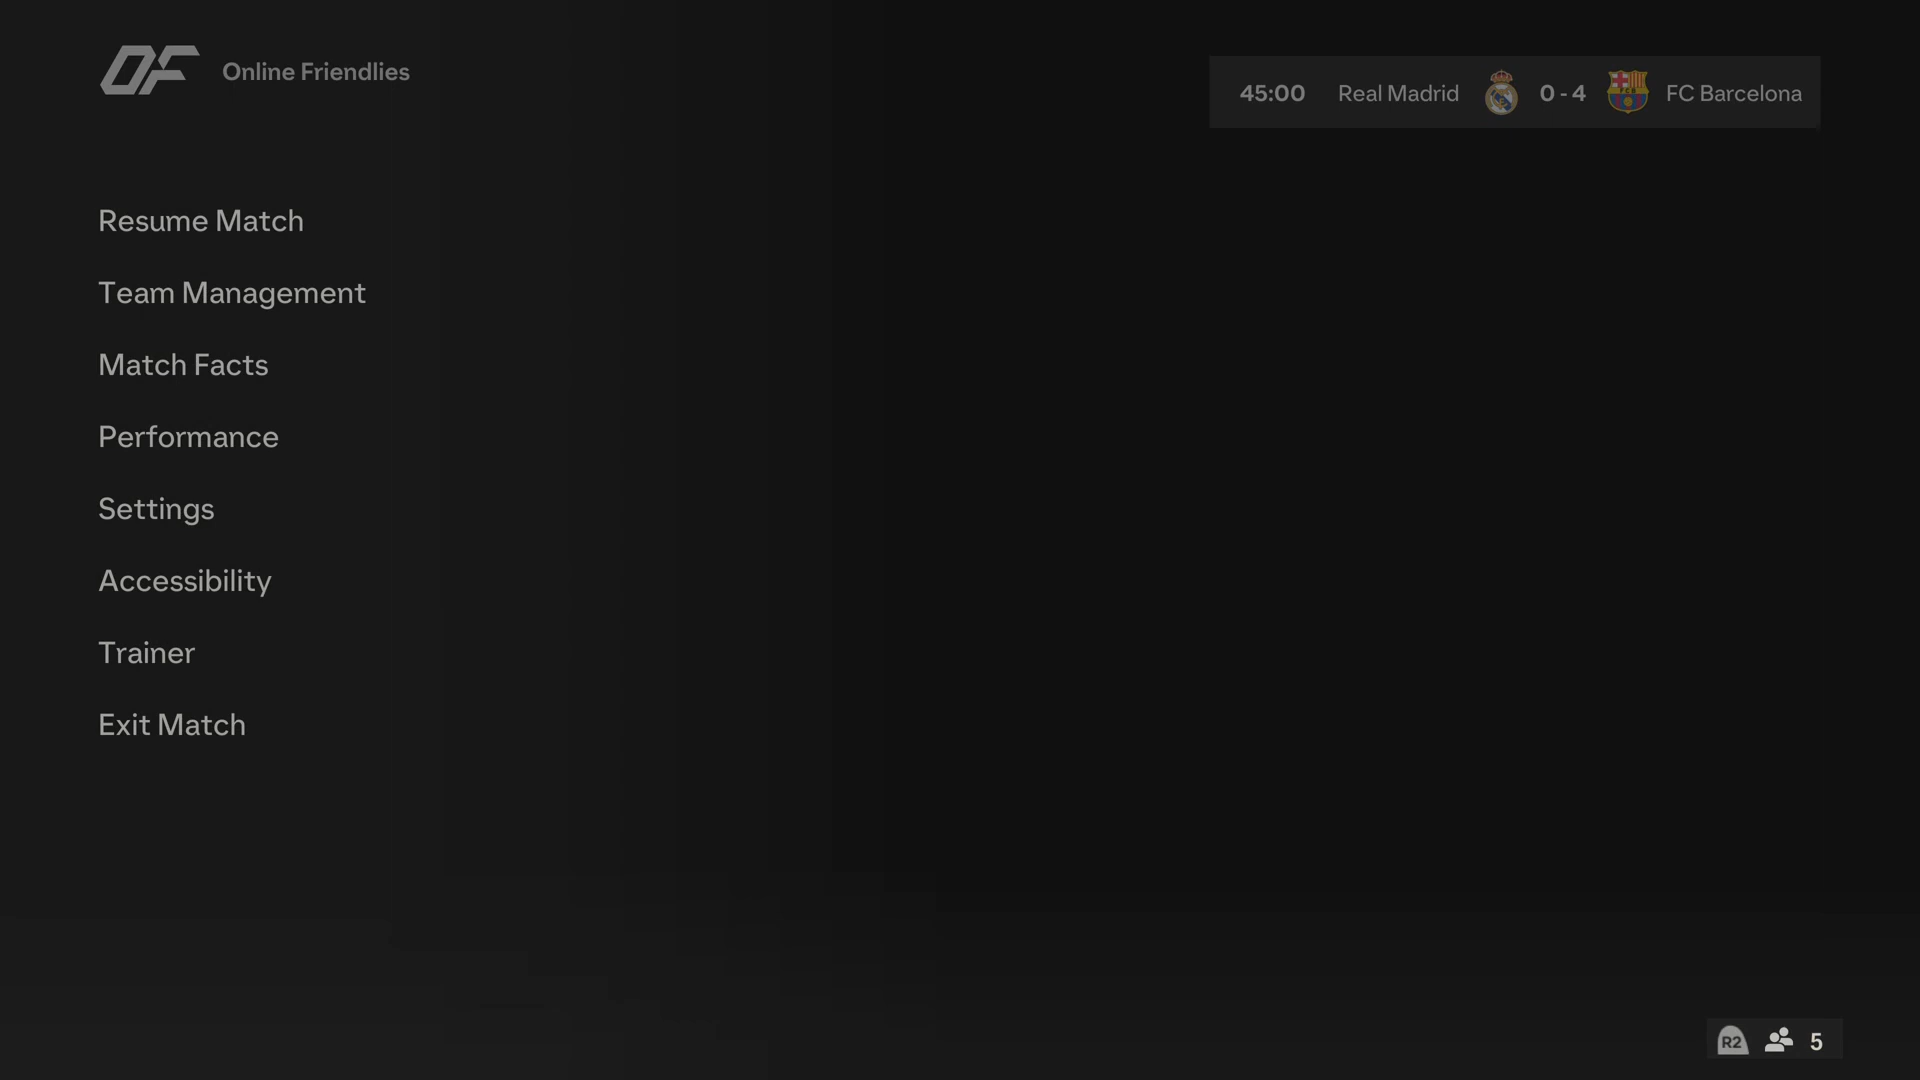 OF Online Friendlies
45:00 Real Madrid 0 - 4 FC Barcelona
Resume Match
Team Management
Match Facts
Performance
Settings
Accessibility
Trainer
Exit Match
R2 5